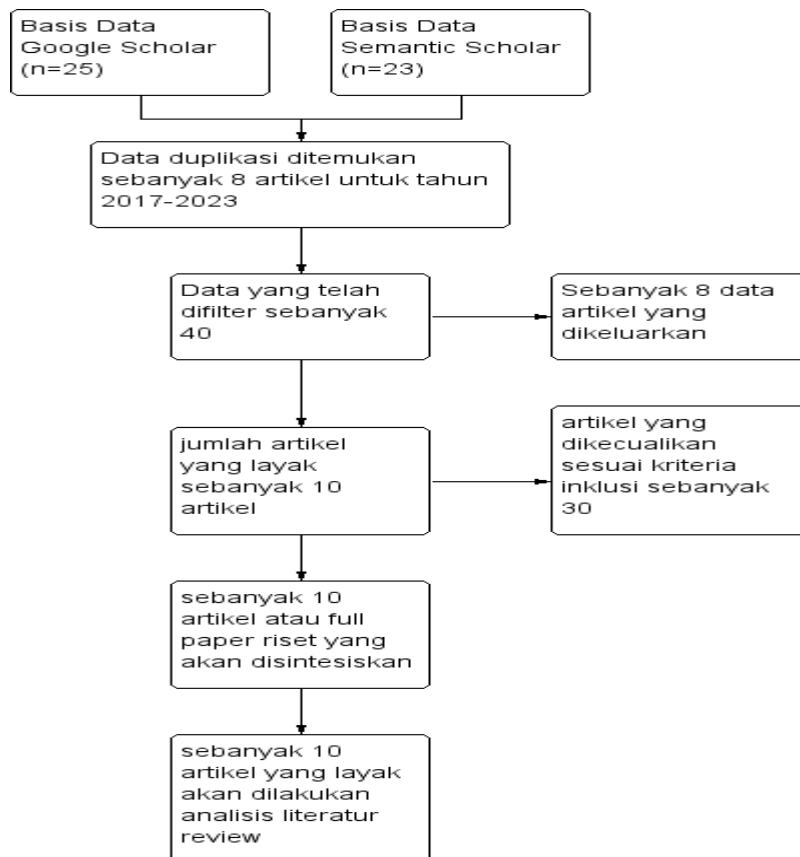 Basis Data
Google Scholar
(n=25)
Basis Data
Semantic Scholar
(n=23)
Data duplikasi ditemukan
sebanyak 8 artikel untuk tahun
2017-2023
Data yang telah
difilter sebanyak
40
Sebanyak 8 data
artikel yang
dikeluarkan
jumlah artikel
yang layak
sebanyak 10
artikel
artikel yang
dikecualikan
sesuai kriteria
inklusi sebanyak
30
sebanyak 10
artikel atau full
paper riset yang
akan disintesiskan
sebanyak 10
artikel yang layak
akan dilakukan
analisis literatur
review